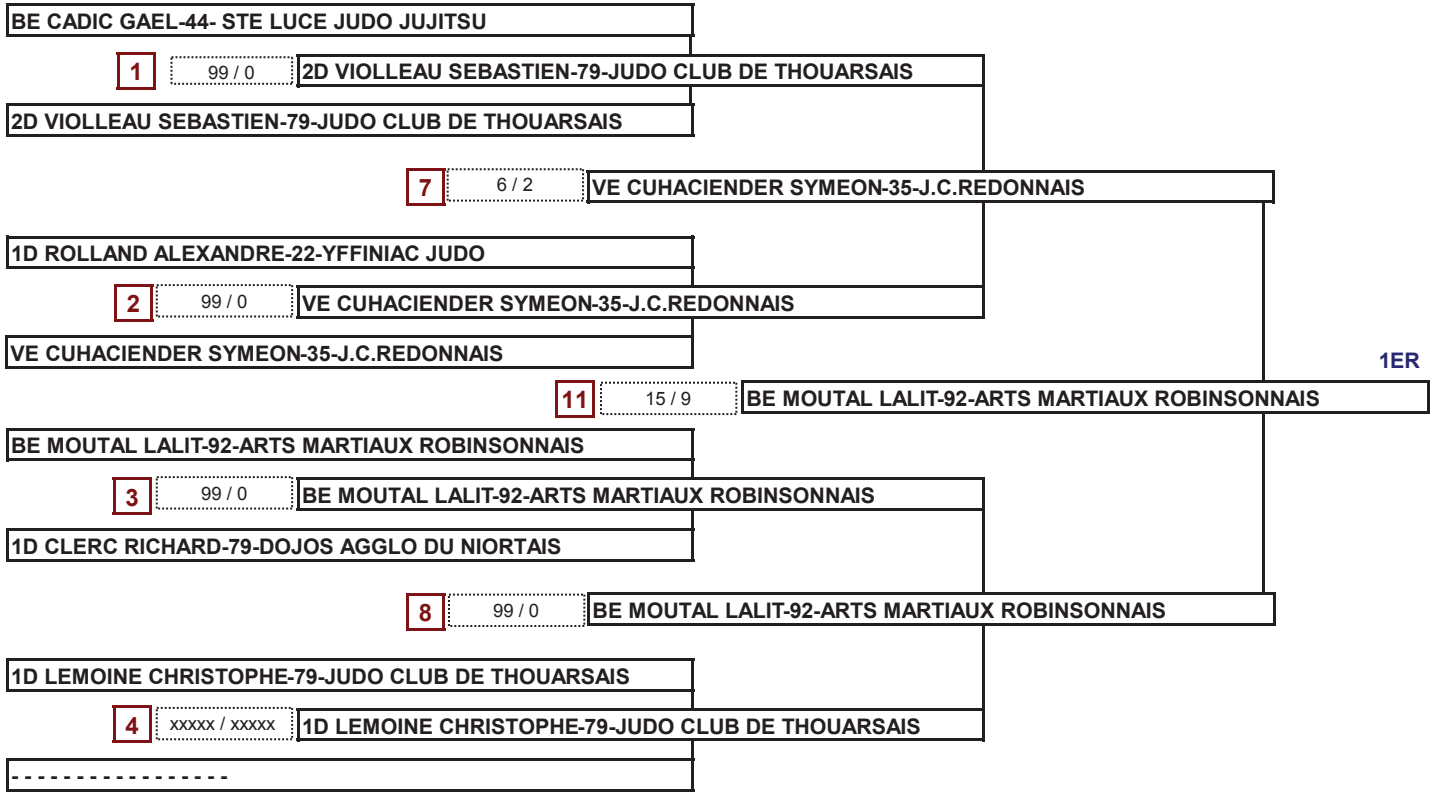 BE CADIC GAEL-44- STE LUCE JUDO JUJITSU
1 99 / 0 2D VIOLLEAU SEBASTIEN-79-JUDO CLUB DE THOUARSAIS
2D VIOLLEAU SEBASTIEN-79-JUDO CLUB DE THOUARSAIS
7 6 / 2 VE CUHACIENDER SYMEON-35-J.C.REDONNAIS
1D ROLLAND ALEXANDRE-22-YFFINIAC JUDO
2 99 / 0 VE CUHACIENDER SYMEON-35-J.C.REDONNAIS
VE CUHACIENDER SYMEON-35-J.C.REDONNAIS
1ER
11 15 / 9 BE MOUTAL LALIT-92-ARTS MARTIAUX ROBINSONNAIS
BE MOUTAL LALIT-92-ARTS MARTIAUX ROBINSONNAIS
3 99 / 0 BE MOUTAL LALIT-92-ARTS MARTIAUX ROBINSONNAIS
1D CLERC RICHARD-79-DOJOS AGGLO DU NIORTAIS
8 99 / 0 BE MOUTAL LALIT-92-ARTS MARTIAUX ROBINSONNAIS
1D LEMOINE CHRISTOPHE-79-JUDO CLUB DE THOUARSAIS
4 xxxxx / xxxxx 1D LEMOINE CHRISTOPHE-79-JUDO CLUB DE THOUARSAIS
- - - - - - - - - - - - - - - - -